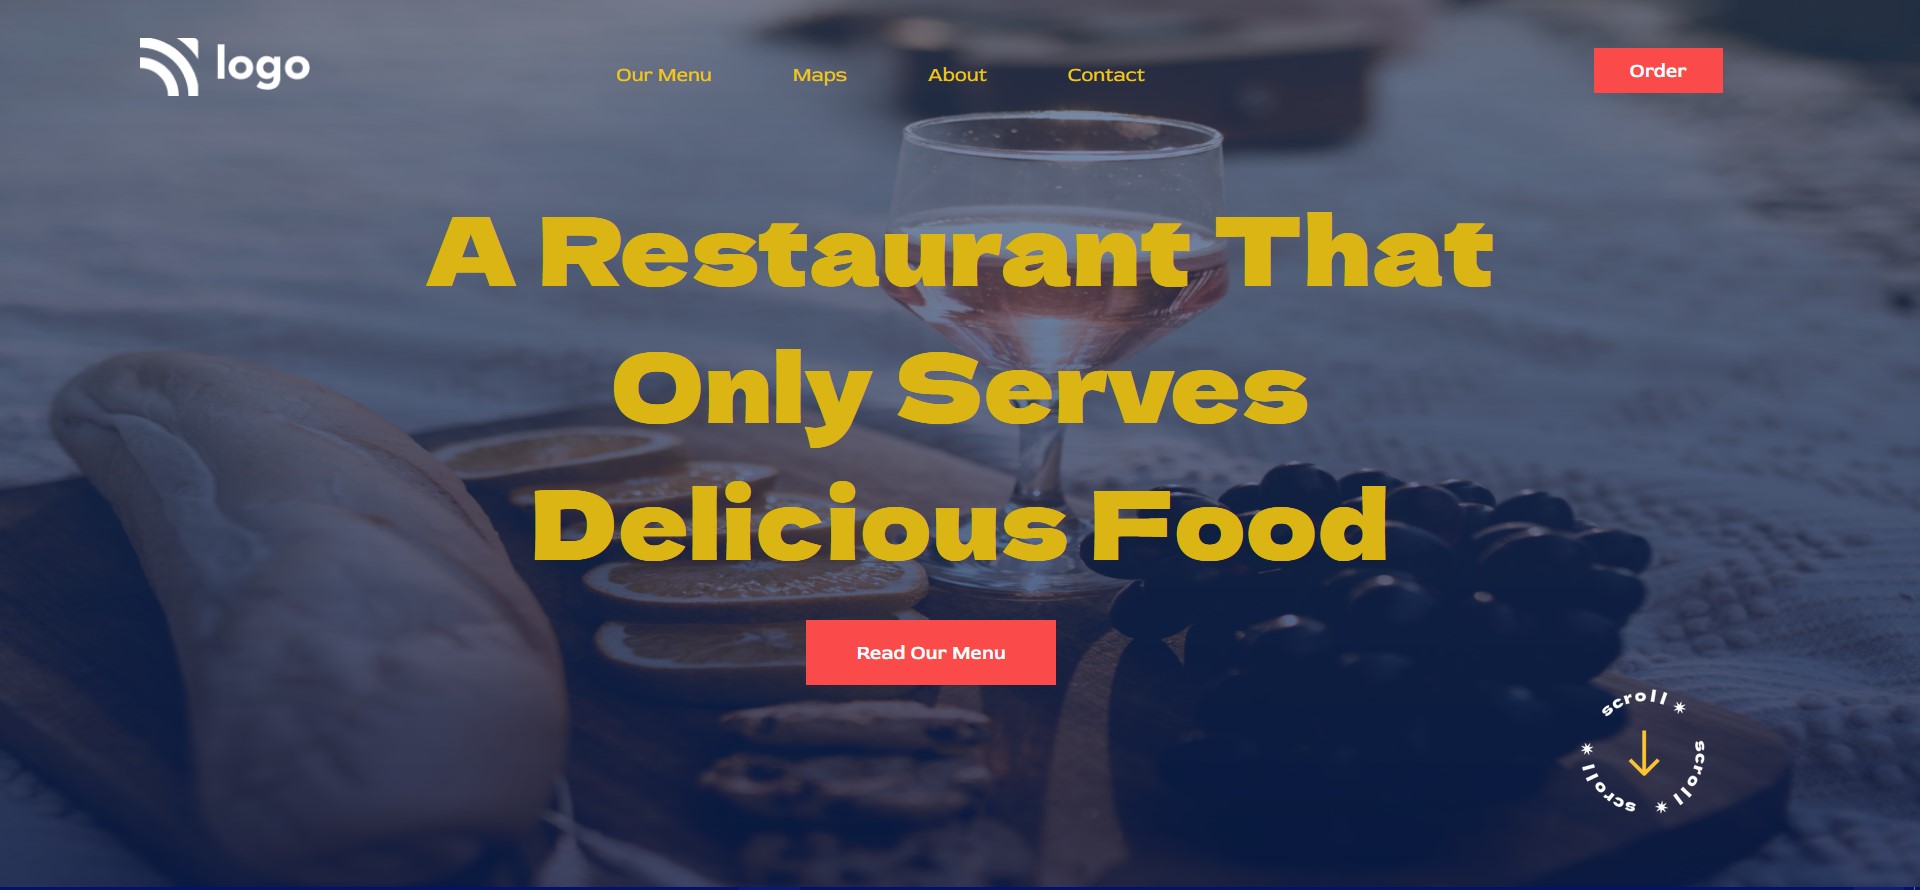 logo
Our Menu
Maps
About
Contact
Order
A Restaurant That
Only Serves
Delicious Food
Read Our Menu
scroll ✷ scroll ✷ scroll ✷